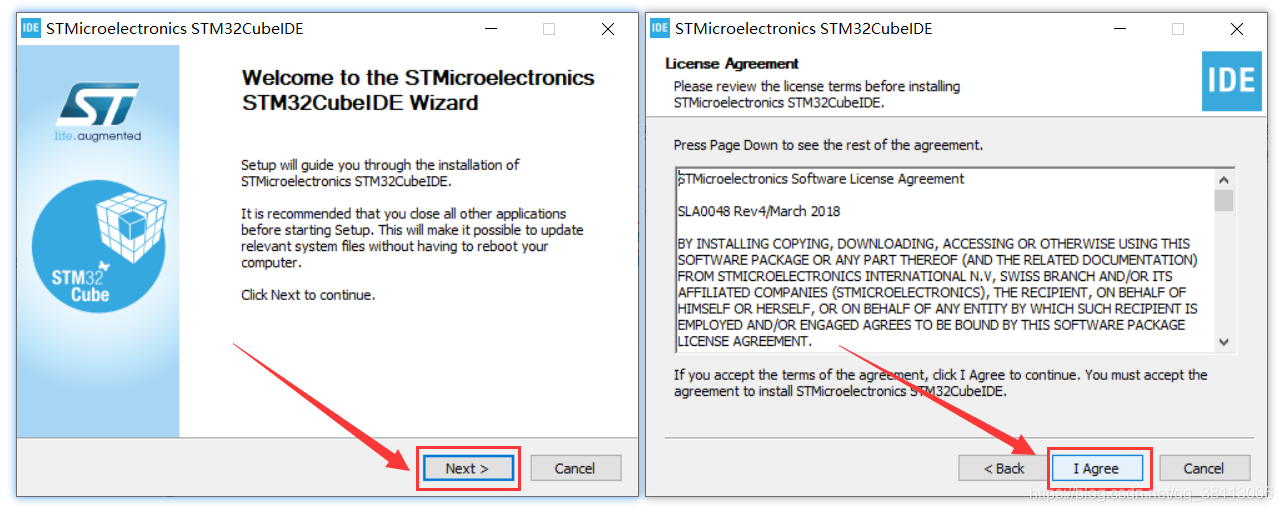 IDE STMicroelectronics STM32CubeIDE
ST
life.augmented
STM32
Cube
Welcome to the STMicroelectronics
STM32CubeIDE Wizard
Setup will guide you through the installation of
STMicroelectronics STM32CubeIDE.
It is recommended that you close all other applications
before starting Setup. This will make it possible to update
relevant system files without having to reboot your
computer.
Click Next to continue.
Next >
Cancel
IDE STMicroelectronics STM32CubeIDE
License Agreement
Please review the license terms before installing
STMicroelectronics STM32CubeIDE.
IDE
Press Page Down to see the rest of the agreement.
STMicroelectronics Software License Agreement
SLA0048 Rev4/March 2018
BY INSTALLING COPYING, DOWNLOADING, ACCESSING OR OTHERWISE USING THIS
SOFTWARE PACKAGE OR ANY PART THEREOF (AND THE RELATED DOCUMENTATION)
FROM STMICROELECTRONICS INTERNATIONAL N.V, SWISS BRANCH AND/OR ITS
AFFILIATED COMPANIES (STMICROELECTRONICS), THE RECIPIENT, ON BEHALF OF
HIMSELF OR HERSELF, OR ON BEHALF OF ANY ENTITY BY WHICH SUCH RECIPIENT IS
EMPLOYED AND/OR ENGAGED AGREES TO BE BOUND BY THIS SOFTWARE PACKAGE
LICENSE AGREEMENT.
If you accept the terms of the agreement, click I Agree to continue. You must accept the
agreement to install STMicroelectronics STM32CubeIDE.
< Back
I Agree
Cancel
https://blog.csdn.net/qq_38113006